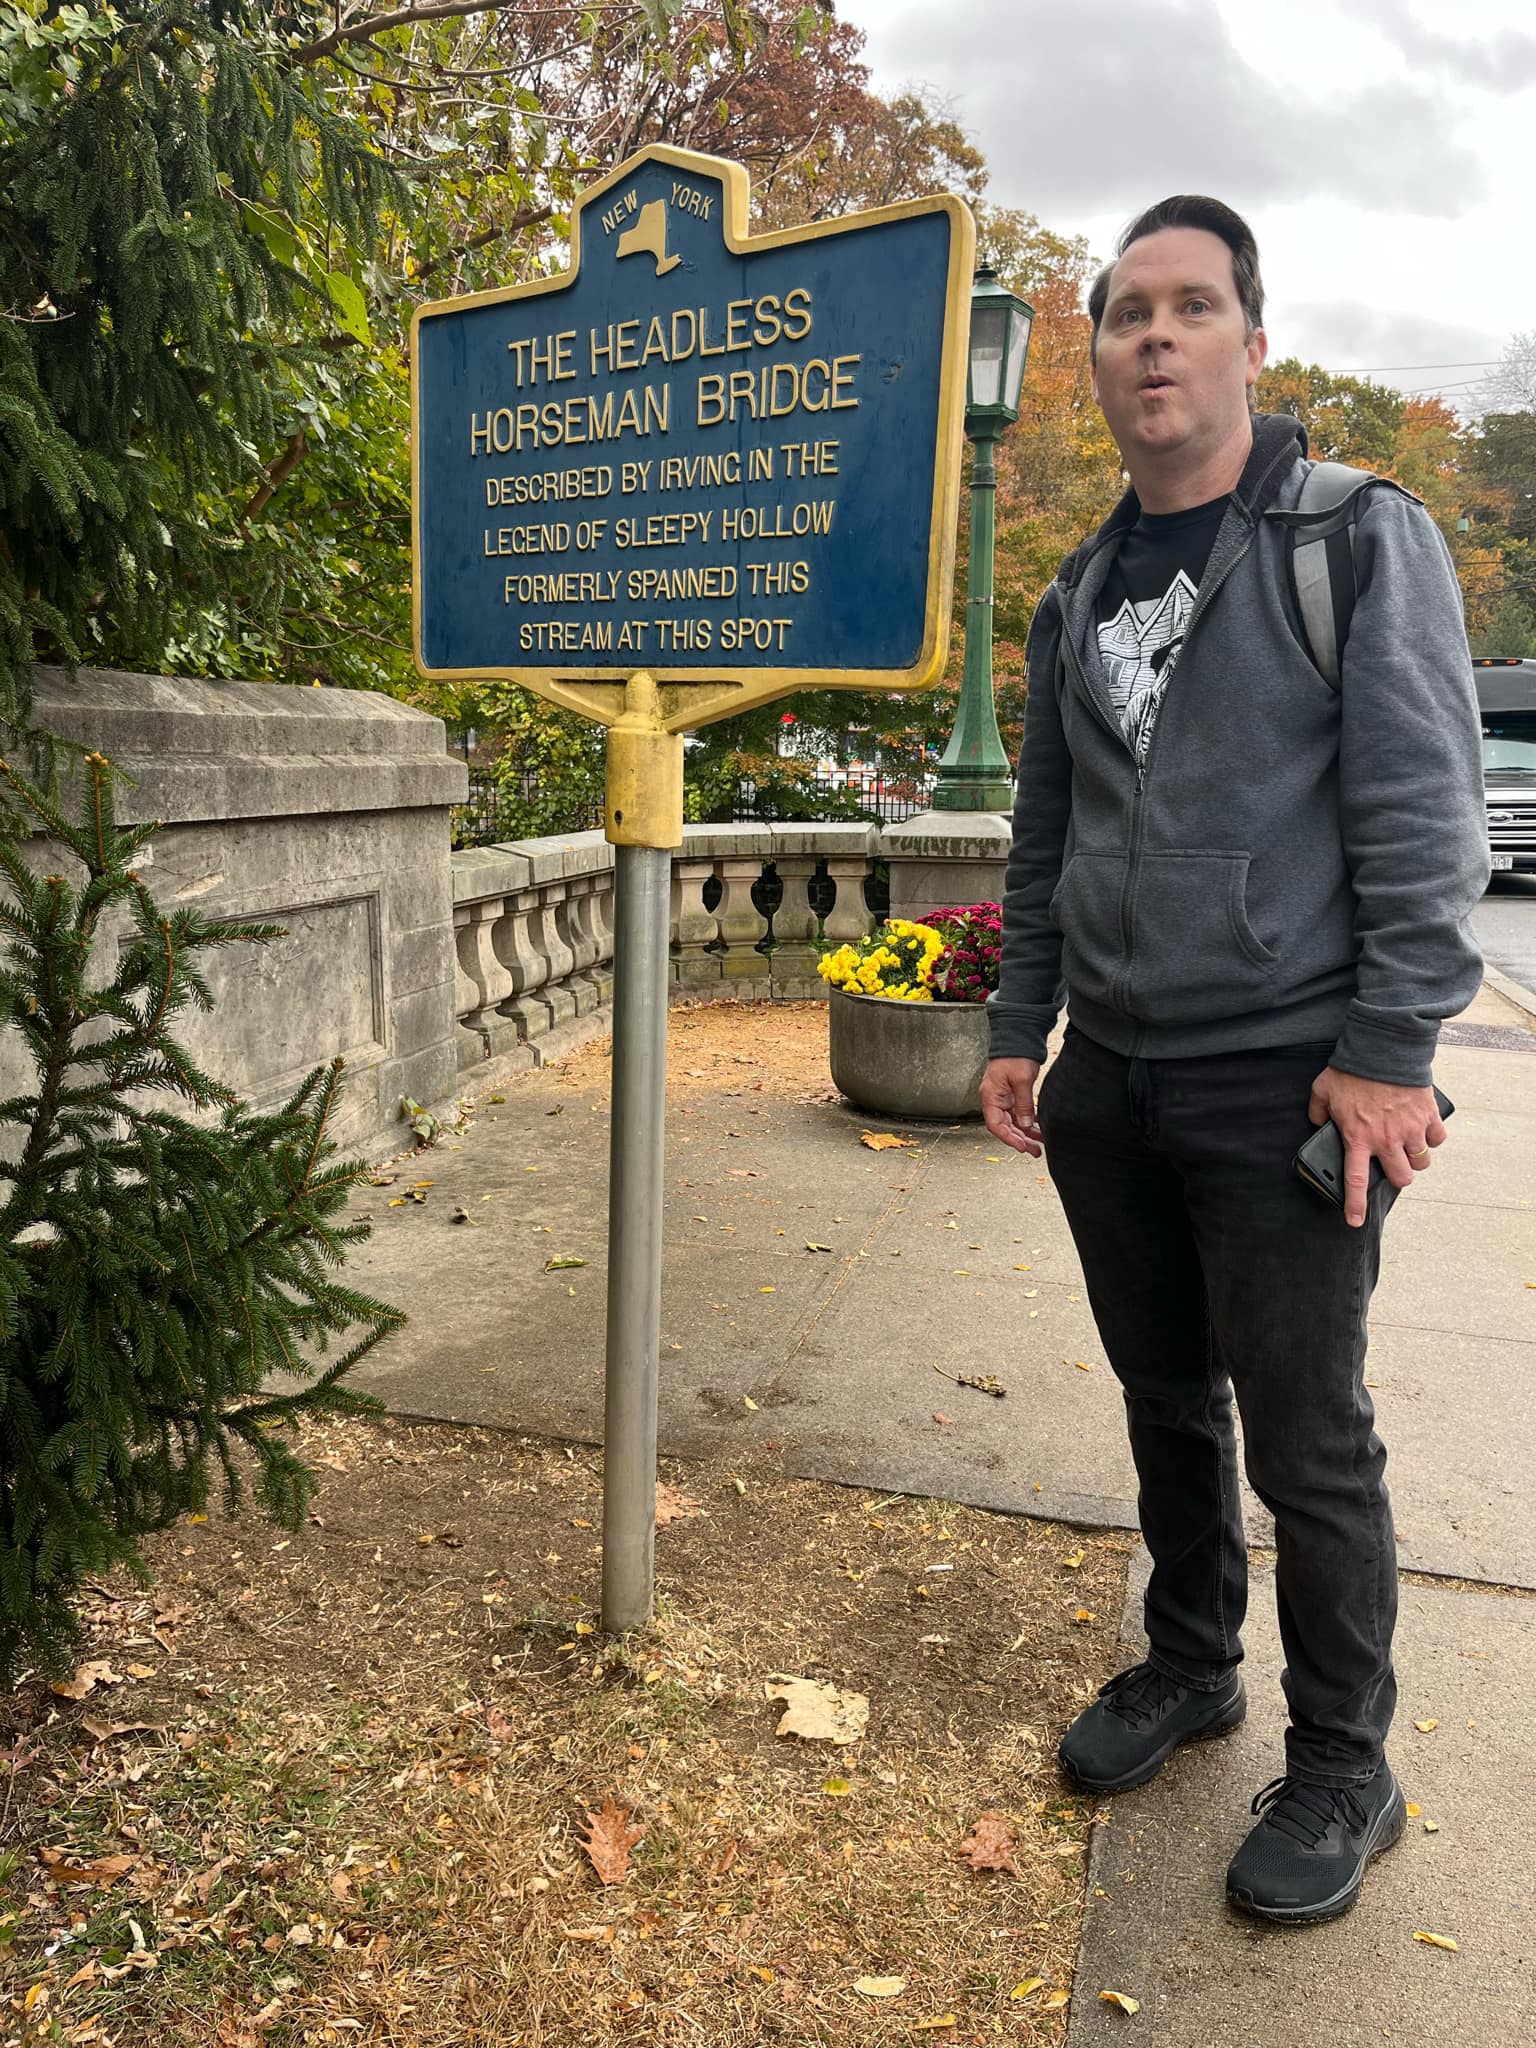 NEW YORK
THE HEADLESS
HORSEMAN BRIDGE
DESCRIBED BY IRVING IN THE
LEGEND OF SLEEPY HOLLOW
FORMERLY SPANNED THIS
STREAM AT THIS SPOT